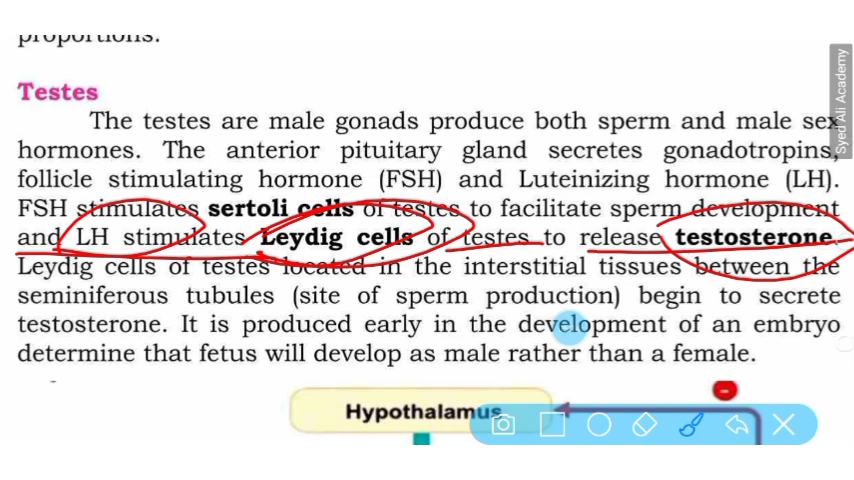 proportions.
Testes
The testes are male gonads produce both sperm and male sex
hormones. The anterior pituitary gland secretes gonadotropins,
follicle stimulating hormone (FSH) and Luteinizing hormone (LH).
FSH stimulates sertoli cells of testes to facilitate sperm development
and LH stimulates Leydig cells of testes to release testosterone.
Leydig cells of testes located in the interstitial tissues between the
seminiferous tubules (site of sperm production) begin to secrete
testosterone. It is produced early in the development of an embryo
determine that fetus will develop as male rather than a female.
Hypothalamus
Syed Ali Academy